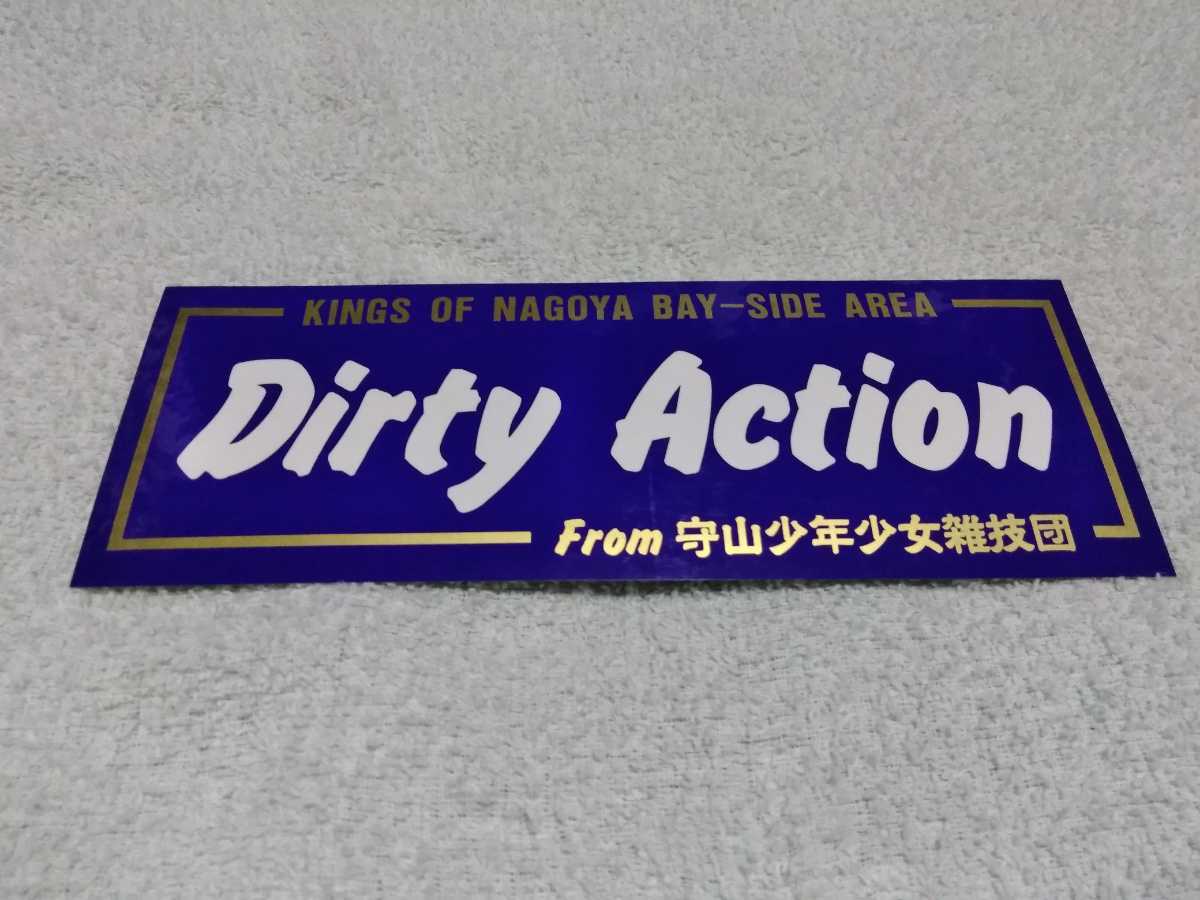 KINGS OF NAGOYA BAY-SIDE AREA
Dirty Action
From 守山少年少女雑技団